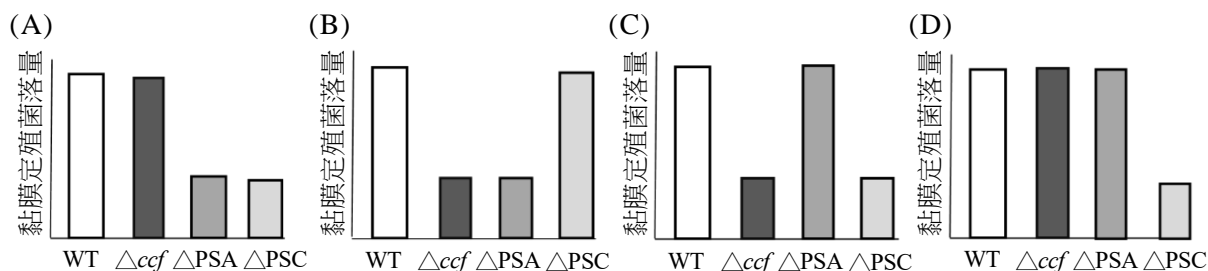 (A) (B) (C) (D)
黏膜定殖菌落量 黏膜定殖菌落量 黏膜定殖菌落量 黏膜定殖菌落量
WT △ccf △PSA △PSC WT △ccf △PSA △PSC WT △ccf △PSA △PSC WT △ccf △PSA △PSC